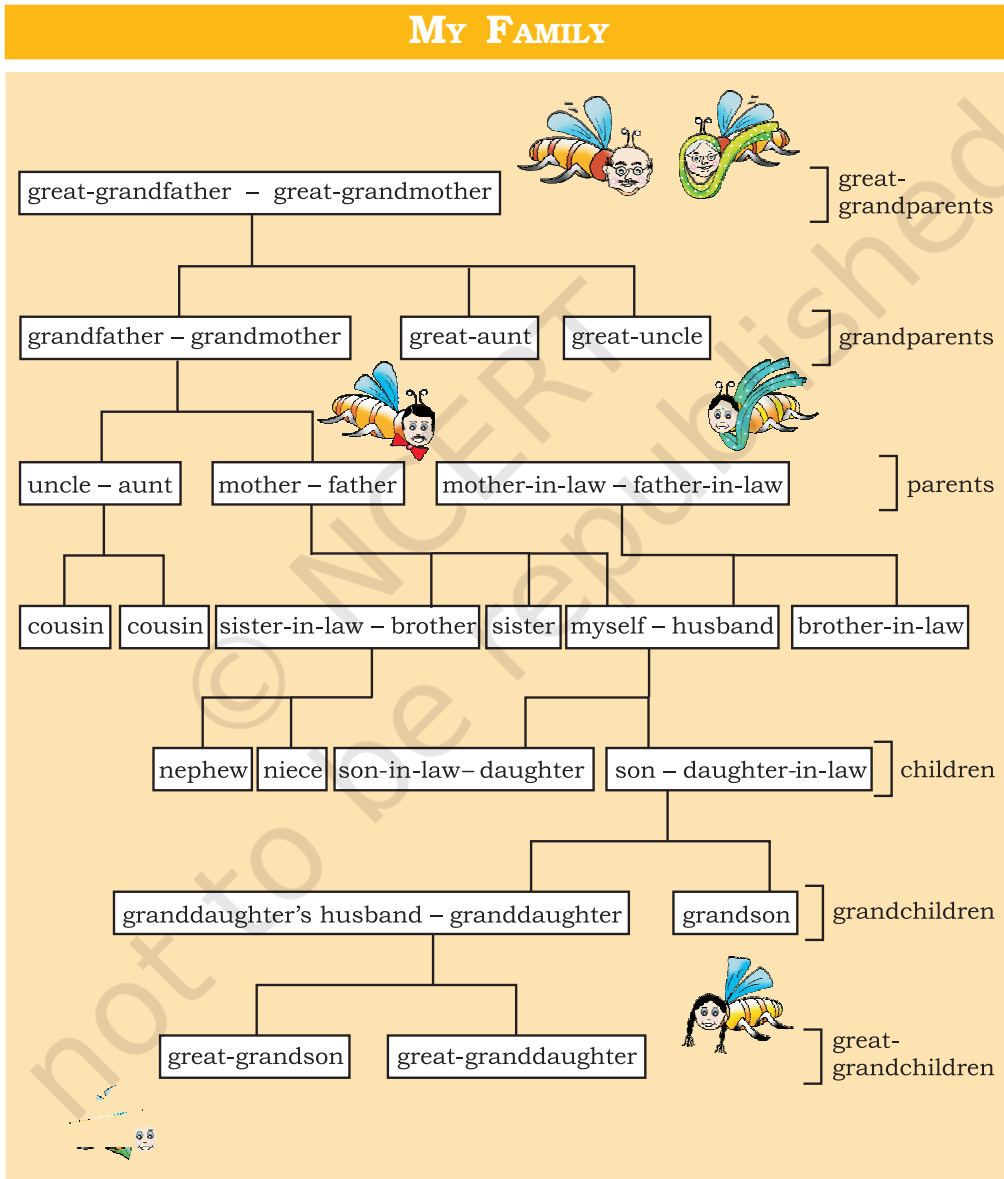 MY FAMILY
great-grandfather – great-grandmother
great-
grandparents
grandfather – grandmother
great-aunt
great-uncle
grandparents
uncle – aunt
mother – father
mother-in-law – father-in-law
parents
cousin
cousin
sister-in-law – brother
sister
myself – husband
brother-in-law
nephew
niece
son-in-law – daughter
son – daughter-in-law
children
granddaughter's husband – granddaughter
grandson
grandchildren
great-grandson
great-granddaughter
great-
grandchildren
© NCERT
not to be republished